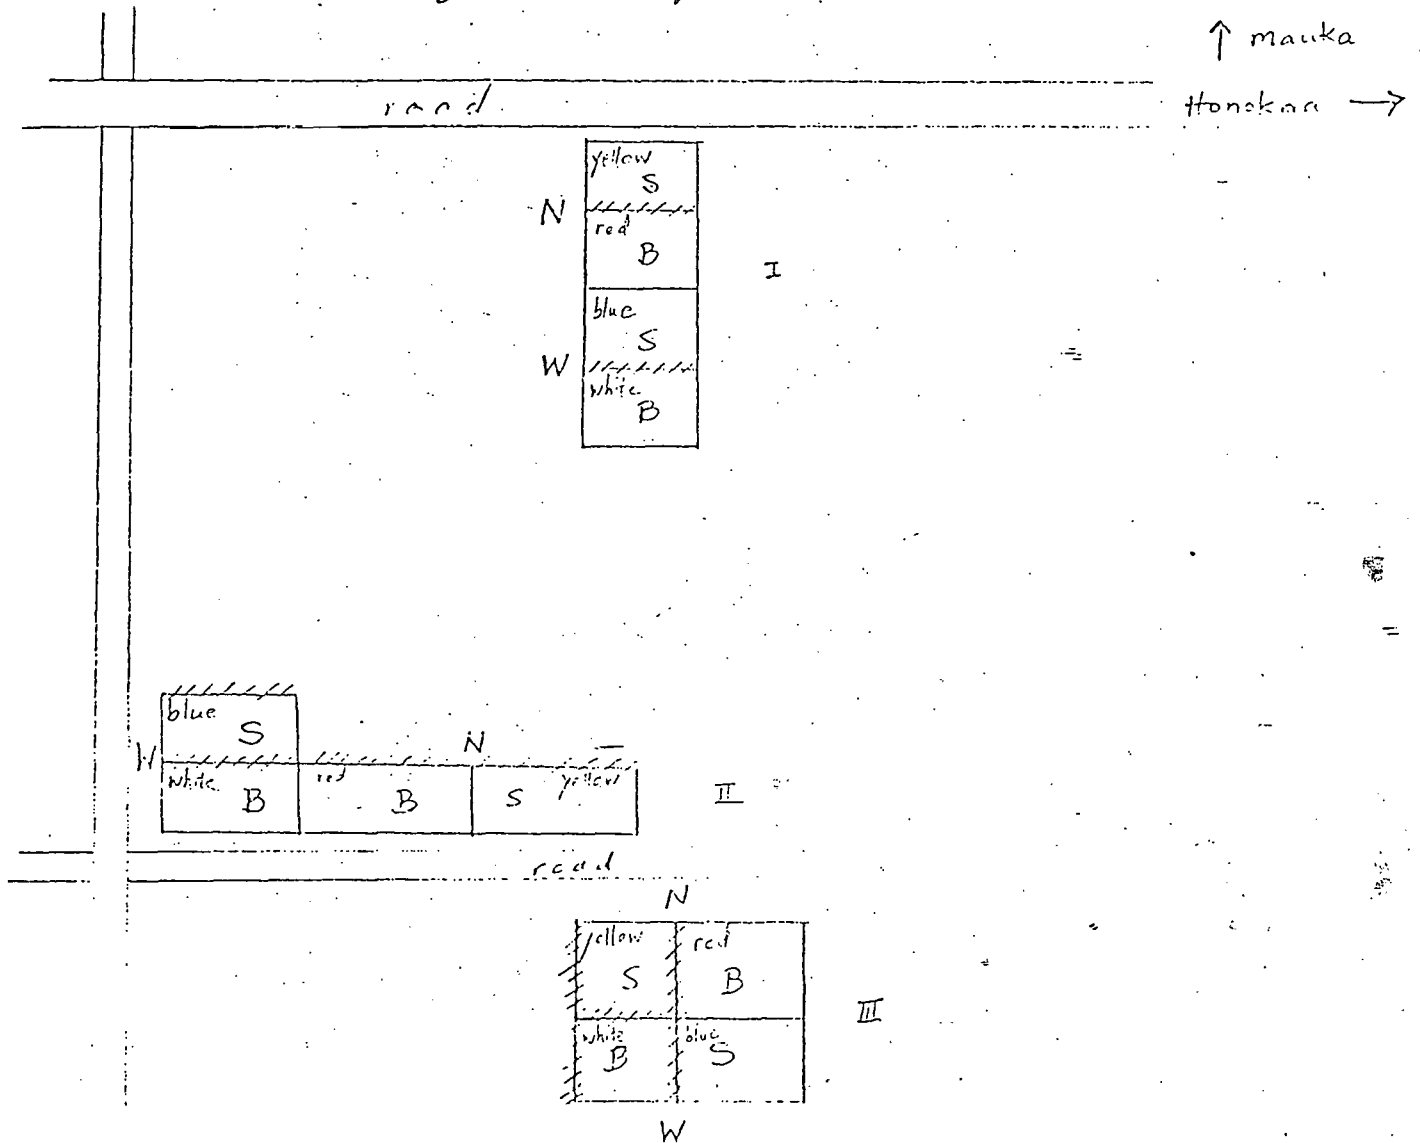 ↑ mauka
road
Honokaa →
yellow
S
N
red
B
I
blue
S
W
white
B
blue
S
W
N
white
B
red
B
S
yellow
II
road
N
yellow
S
red
B
III
white
B
blue
S
W